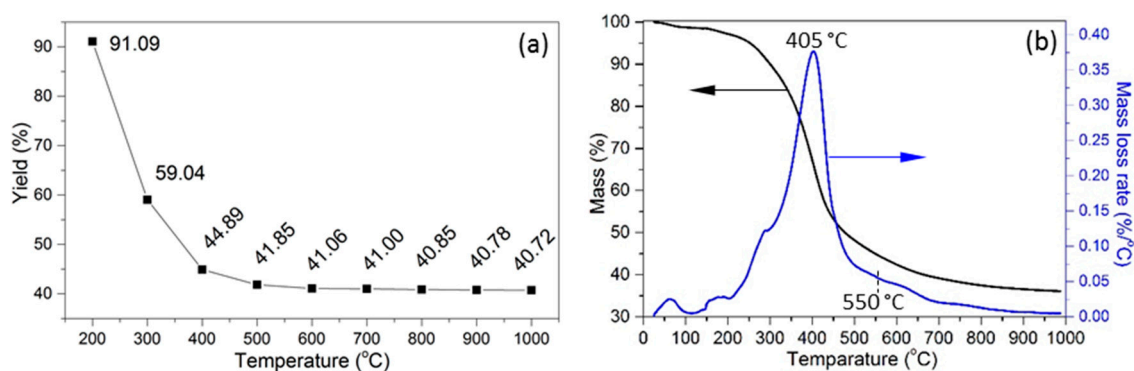 (a)
Yield (%)
90
80
70
60
50
40
91.09
59.04
44.89
41.85
41.06
41.00
40.85
40.78
40.72
200 300 400 500 600 700 800 900 1000
Temperature (°C)
(b)
Mass (%)
100
90
80
70
60
50
40
30
405 °C
550 °C
0 100 200 300 400 500 600 700 800 900 1000
Temparature (°C)
0.40
0.35
0.30
0.25
0.20
0.15
0.10
0.05
0.00
Mass loss rate (%/°C)